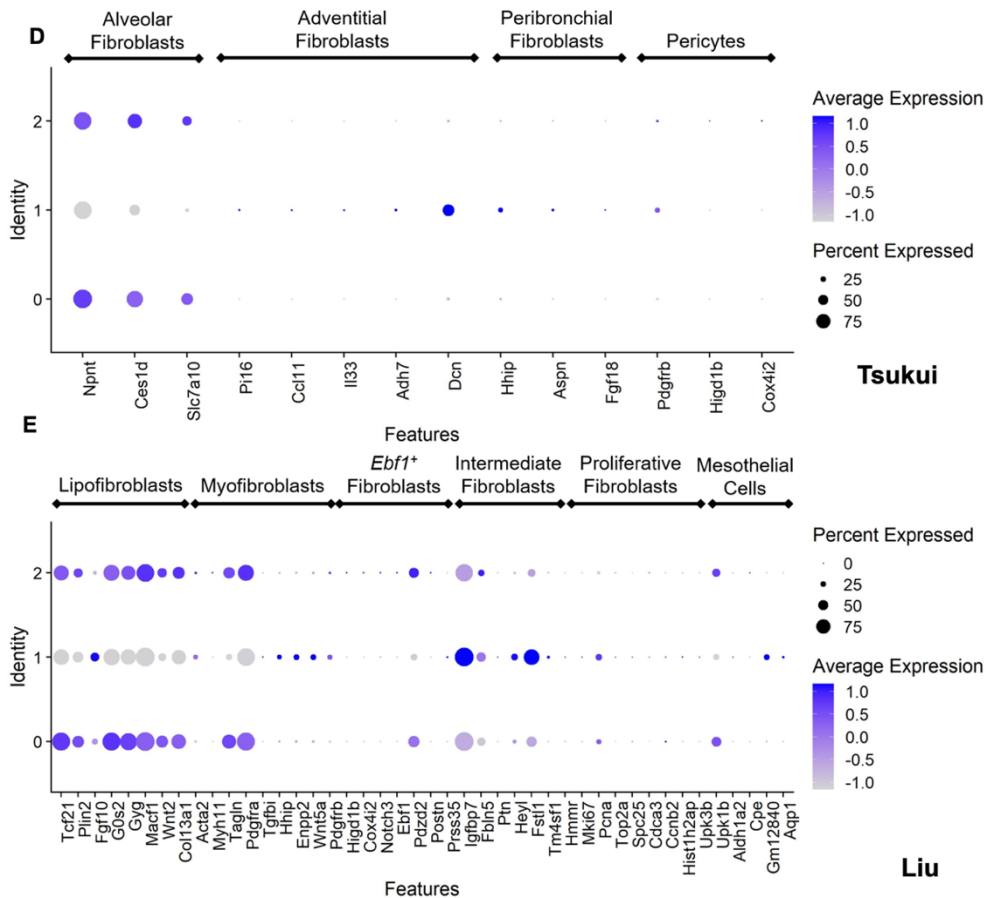 D
Alveolar
Fibroblasts
Adventitial
Fibroblasts
Peribronchial
Fibroblasts
Pericytes
Identity
2
1
0
Npnt
Ces1d
Slc7a10
Pi16
Ccl11
Il33
Adh7
Dcn
Hhip
Aspn
Fgf18
Pdgfrb
Higd1b
Cox4i2
Features
Average Expression
1.0
0.5
0.0
-0.5
-1.0
Percent Expressed
25
50
75
Tsukui
E
Lipofibroblasts
Myofibroblasts
Ebf1+
Fibroblasts
Intermediate
Fibroblasts
Proliferative
Fibroblasts
Mesothelial
Cells
Identity
2
1
0
Tcf21
Plin2
Fgf10
G0s2
Gyg
Macf1
Wnt2
Col13a1
Acta2
Myh11
Tagln
Pdgfra
Tgfbi
Hhip
Enpp2
Wnt5a
Pdgfrb
Higd1b
Cox4i2
Notch3
Ebf1
Pdzd2
Postn
Prss35
Igfbp7
Fbln5
Ptn
Heyl
Fstl1
Tm4sf1
Hmmr
Mki67
Pcna
Top2a
Spc25
Cdca3
Ccnb2
Hist1h2ap
Upk3b
Upk1b
Aldh1a2
Cpe
Gm12840
Aqp1
Features
Percent Expressed
0
25
50
75
Average Expression
1.0
0.5
0.0
-0.5
-1.0
Liu